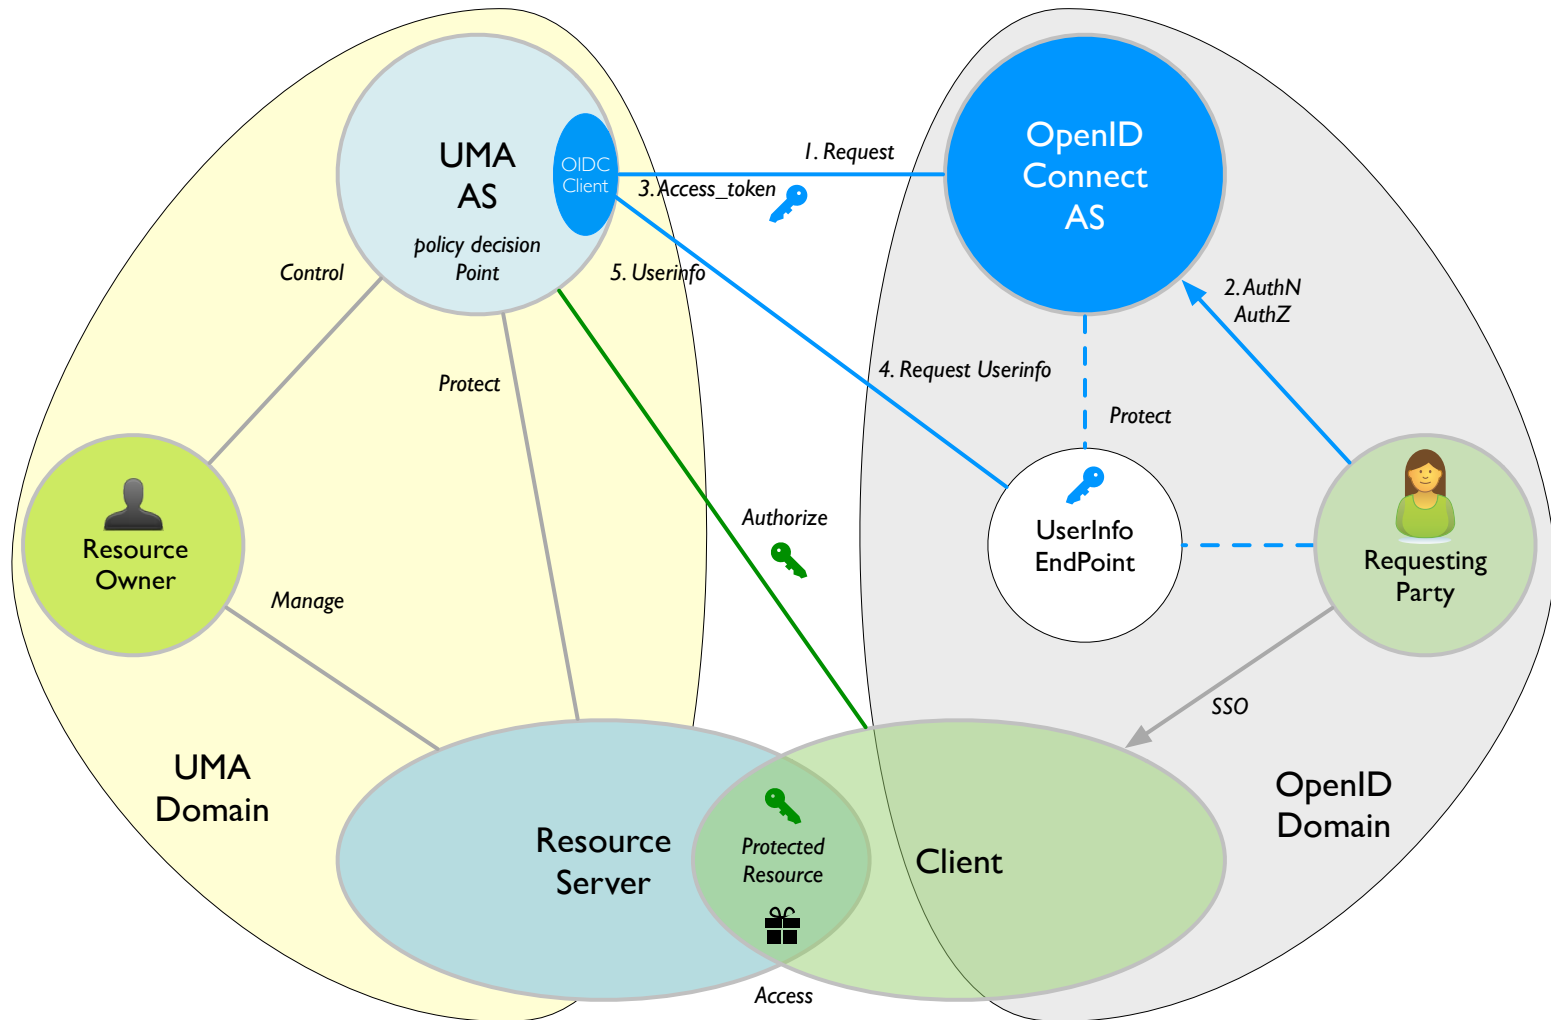 UMA
AS
policy decision
Point
OIDC
Client
1. Request
3. Access_token
OpenID
Connect
AS
Control
5. Userinfo
2. AuthN
AuthZ
Protect
4. Request Userinfo
Protect
Resource
Owner
Authorize
UserInfo
EndPoint
Requesting
Party
Manage
SSO
UMA
Domain
OpenID
Domain
Resource
Server
Protected
Resource
Client
Access